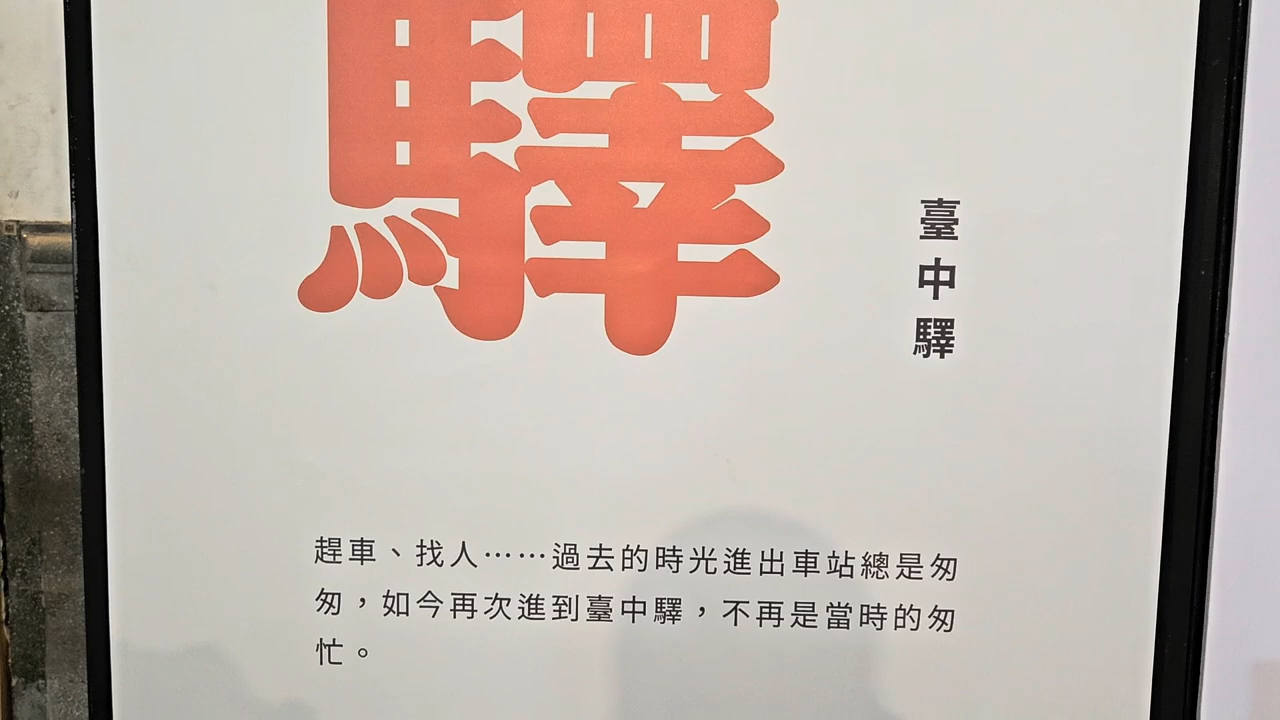 驛
臺中驛
趕車、找人⋯⋯過去的時光進出車站總是匆
匆，如今再次進到臺中驛，不再是當時的匆
忙。